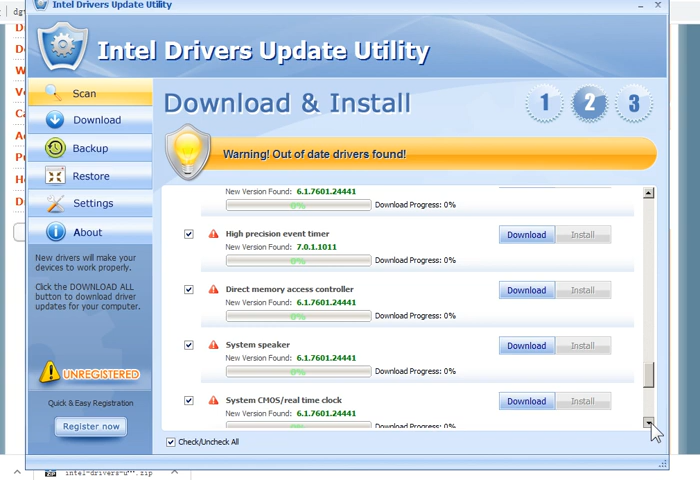 dg
Intel Drivers Update Utility
Intel Drivers Update Utility
Scan
Download
Backup
Restore
Settings
About
New drivers will make your
devices to work properly.
Click the DOWNLOAD ALL
button to download driver
updates for your computer.
UNREGISTERED
Quick & Easy Registration
Register now
Download & Install
1 2 3
Warning! Out of date drivers found!
New Version Found: 6.1.7601.24441
0% Download Progress: 0%
High precision event timer
New Version Found: 7.0.1.1011
Download Install
0% Download Progress: 0%
Direct memory access controller
New Version Found: 6.1.7601.24441
Download Install
0% Download Progress: 0%
System speaker
New Version Found: 6.1.7601.24441
Download Install
0% Download Progress: 0%
System CMOS/real time clock
New Version Found: 6.1.7601.24441
Download Install
0% Download Progress: 0%
Check/Uncheck All